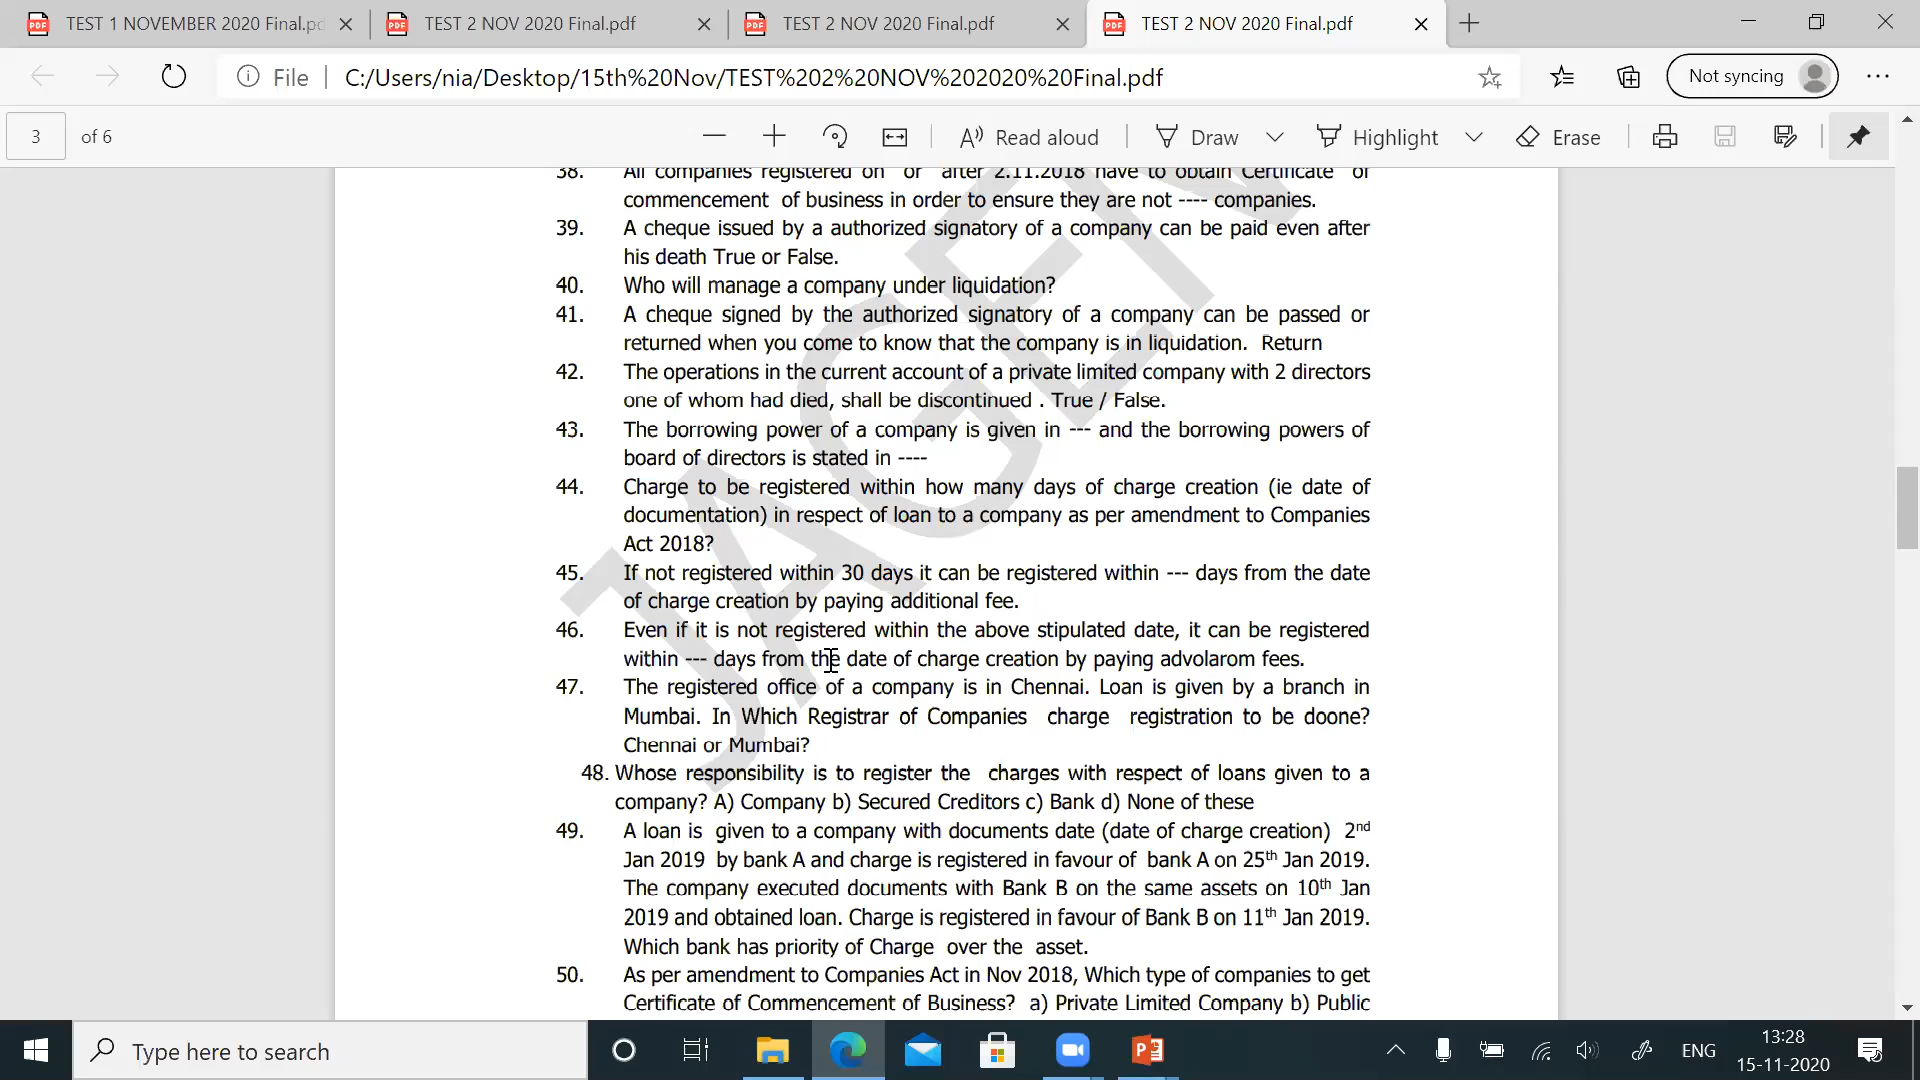 TEST 1 NOVEMBER 2020 Final.pdf
TEST 2 NOV 2020 Final.pdf
TEST 2 NOV 2020 Final.pdf
TEST 2 NOV 2020 Final.pdf
File
C:/Users/nia/Desktop/15th%20Nov/TEST%202%20NOV%202020%20Final.pdf
Not syncing
3 of 6
Read aloud
Draw
Highlight
Erase
38. All companies registered on or after 2.11.2018 have to obtain Certificate of
commencement of business in order to ensure they are not ---- companies.
39. A cheque issued by a authorized signatory of a company can be paid even after
his death True or False.
40. Who will manage a company under liquidation?
41. A cheque signed by the authorized signatory of a company can be passed or
returned when you come to know that the company is in liquidation. Return
42. The operations in the current account of a private limited company with 2 directors
one of whom had died, shall be discontinued . True / False.
43. The borrowing power of a company is given in --- and the borrowing powers of
board of directors is stated in ----
44. Charge to be registered within how many days of charge creation (ie date of
documentation) in respect of loan to a company as per amendment to Companies
Act 2018?
45. If not registered within 30 days it can be registered within --- days from the date
of charge creation by paying additional fee.
46. Even if it is not registered within the above stipulated date, it can be registered
within --- days from the date of charge creation by paying advolarom fees.
47. The registered office of a company is in Chennai. Loan is given by a branch in
Mumbai. In Which Registrar of Companies charge registration to be doone?
Chennai or Mumbai?
48. Whose responsibility is to register the charges with respect of loans given to a
company? A) Company b) Secured Creditors c) Bank d) None of these
49. A loan is given to a company with documents date (date of charge creation) 2nd
Jan 2019 by bank A and charge is registered in favour of bank A on 25th Jan 2019.
The company executed documents with Bank B on the same assets on 10th Jan
2019 and obtained loan. Charge is registered in favour of Bank B on 11th Jan 2019.
Which bank has priority of Charge over the asset.
50. As per amendment to Companies Act in Nov 2018, Which type of companies to get
Certificate of Commencement of Business? a) Private Limited Company b) Public
Type here to search
ENG
13:28
15-11-2020